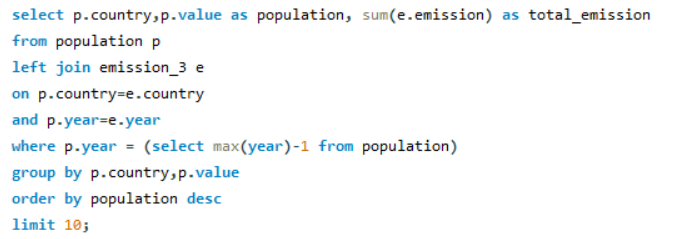 select p.country,p.value as population, sum(e.emission) as total_emission
from population p
left join emission_3 e
on p.country=e.country
and p.year=e.year
where p.year = (select max(year)-1 from population)
group by p.country,p.value
order by population desc
limit 10;